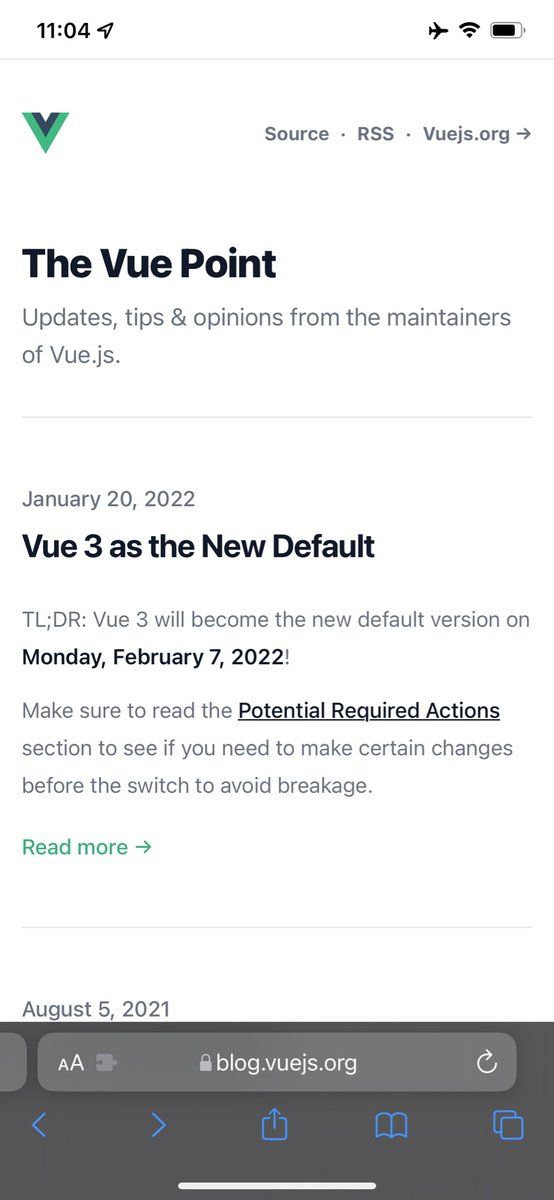 11:04
Source · RSS · Vuejs.org →
The Vue Point
Updates, tips & opinions from the maintainers
of Vue.js.
January 20, 2022
Vue 3 as the New Default
TL;DR: Vue 3 will become the new default version on
Monday, February 7, 2022!
Make sure to read the Potential Required Actions
section to see if you need to make certain changes
before the switch to avoid breakage.
Read more →
August 5, 2021
AA blog.vuejs.org